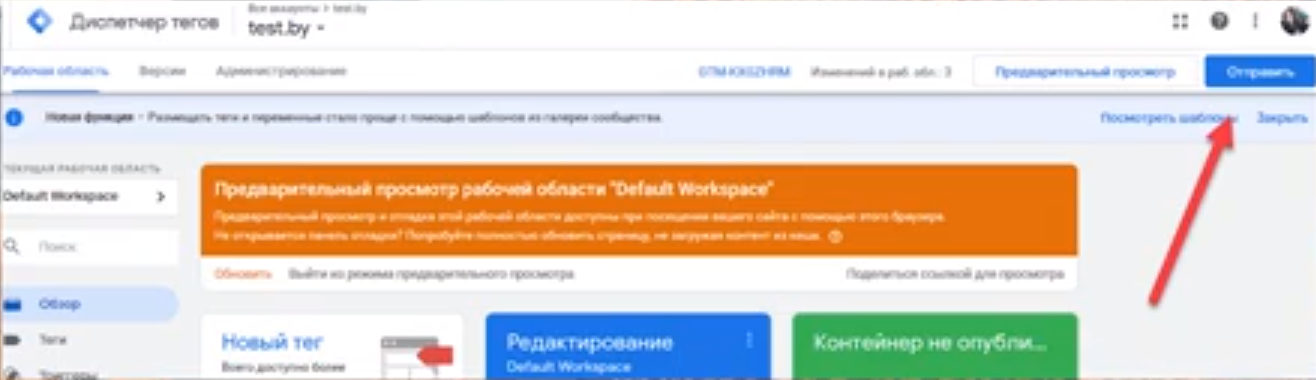 Все аккаунты > test.by
Диспетчер тегов
test.by
Рабочая область Версии Администрирование
Изменений в раб. обл.: 3 Предварительный просмотр Отправить
Новая функция – Размещать теги и переменные стало проще с помощью шаблонов из галереи сообщества. Посмотреть шаблоны Закрыть
ТЕКУЩАЯ РАБОЧАЯ ОБЛАСТЬ
Default Workspace
Поиск
Обзор
Теги
Триггеры
Предварительный просмотр рабочей области "Default Workspace"
Предварительный просмотр и отладка этой рабочей области доступны при посещении вашего сайта с помощью этого браузера.
Не открывается панель отладки? Попробуйте полностью обновить страницу, не загружая контент из кеша.
Обновить Выйти из режима предварительного просмотра Поделиться ссылкой для просмотра
Новый тег
Всего доступно более
Редактирование
Default Workspace
Контейнер не опубли...